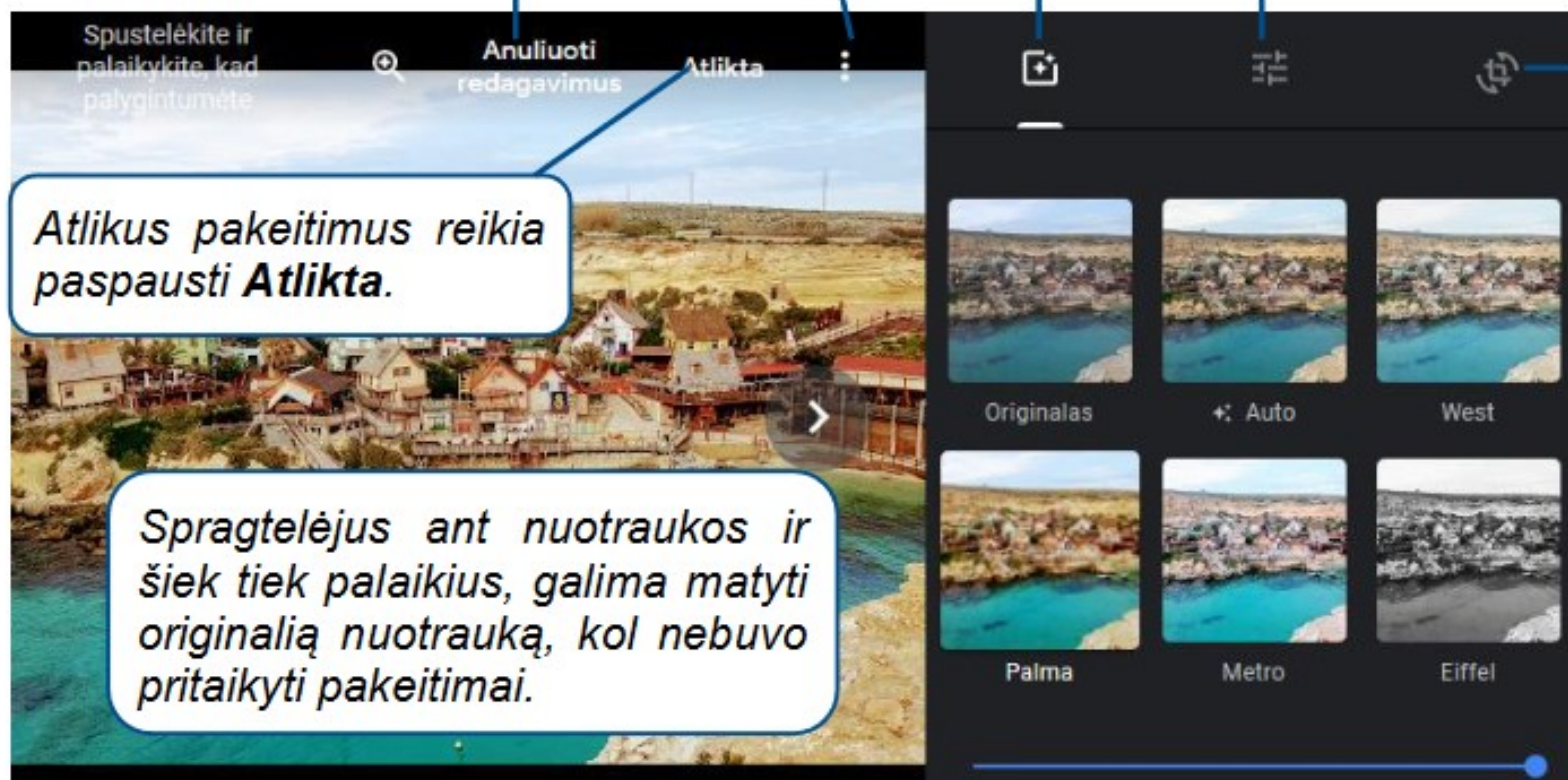 Spustelėkite ir
palaikykite, kad
palygintumėte
Anuliuoti
redagavimus
Atlikta
Atlikus pakeitimus reikia
paspausti Atlikta.
Spragtelėjus ant nuotraukos ir
šiek tiek palaikius, galima matyti
originalią nuotrauką, kol nebuvo
pritaikyti pakeitimai.
Originalas
Auto
West
Palma
Metro
Eiffel